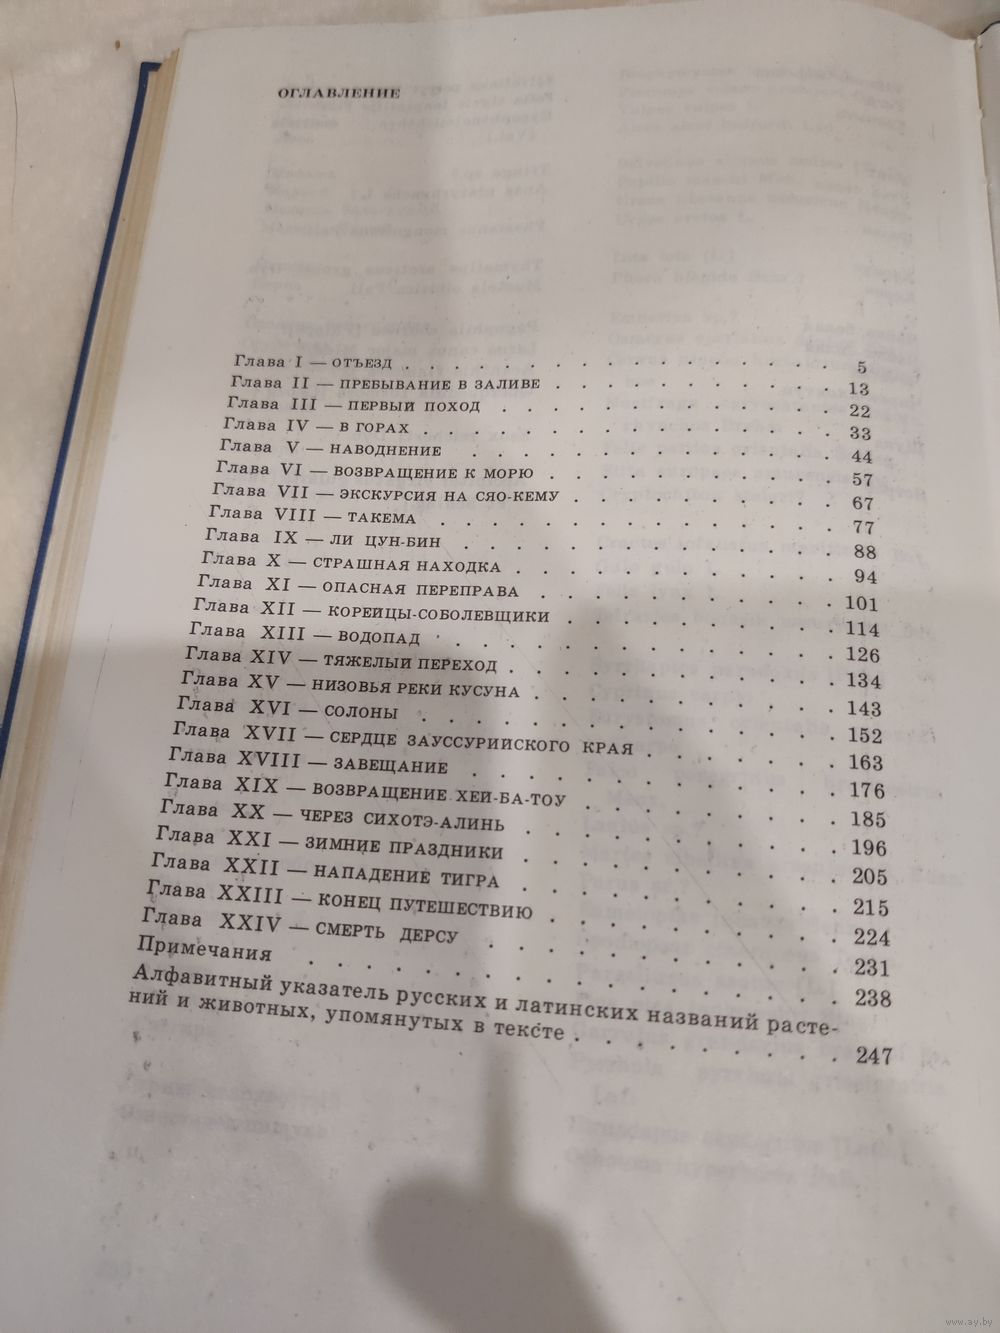 ОГЛАВЛЕНИЕ
Глава I — ОТЪЕЗД . . . . . . . . . . . . . . . . 5
Глава II — ПРЕБЫВАНИЕ В ЗАЛИВЕ . . . . . . . . . . . 13
Глава III — ПЕРВЫЙ ПОХОД . . . . . . . . . . . . . 22
Глава IV — В ГОРАХ . . . . . . . . . . . . . . . . 33
Глава V — НАВОДНЕНИЕ . . . . . . . . . . . . . . 44
Глава VI — ВОЗВРАЩЕНИЕ К МОРЮ . . . . . . . . . . . 57
Глава VII — ЭКСКУРСИЯ НА СЯО-КЕМУ . . . . . . . . . . 67
Глава VIII — ТАКЕМА . . . . . . . . . . . . . . . 77
Глава IX — ЛИ ЦУН-БИН . . . . . . . . . . . . . . 88
Глава X — СТРАШНАЯ НАХОДКА . . . . . . . . . . . . 94
Глава XI — ОПАСНАЯ ПЕРЕПРАВА . . . . . . . . . . . 101
Глава XII — КОРЕЙЦЫ-СОБОЛЕВЩИКИ . . . . . . . . . . 114
Глава XIII — ВОДОПАД . . . . . . . . . . . . . . 126
Глава XIV — ТЯЖЕЛЫЙ ПЕРЕХОД . . . . . . . . . . . . 134
Глава XV — НИЗОВЬЯ РЕКИ КУСУНА . . . . . . . . . . . 143
Глава XVI — СОЛОНЫ . . . . . . . . . . . . . . . 152
Глава XVII — СЕРДЦЕ ЗАУССУРИЙСКОГО КРАЯ . . . . . . . 163
Глава XVIII — ЗАВЕЩАНИЕ . . . . . . . . . . . . . 176
Глава XIX — ВОЗВРАЩЕНИЕ ХЕЙ-БА-ТОУ . . . . . . . . . 185
Глава XX — ЧЕРЕЗ СИХОТЭ-АЛИНЬ . . . . . . . . . . . 196
Глава XXI — ЗИМНИЕ ПРАЗДНИКИ . . . . . . . . . . . 205
Глава XXII — НАПАДЕНИЕ ТИГРА . . . . . . . . . . . 215
Глава XXIII — КОНЕЦ ПУТЕШЕСТВИЮ . . . . . . . . . . 224
Глава XXIV — СМЕРТЬ ДЕРСУ . . . . . . . . . . . . 231
Примечания . . . . . . . . . . . . . . . . . . 238
Алфавитный указатель русских и латинских названий расте-
ний и животных, упомянутых в тексте . . . . . . . . . 247
www.ay.by